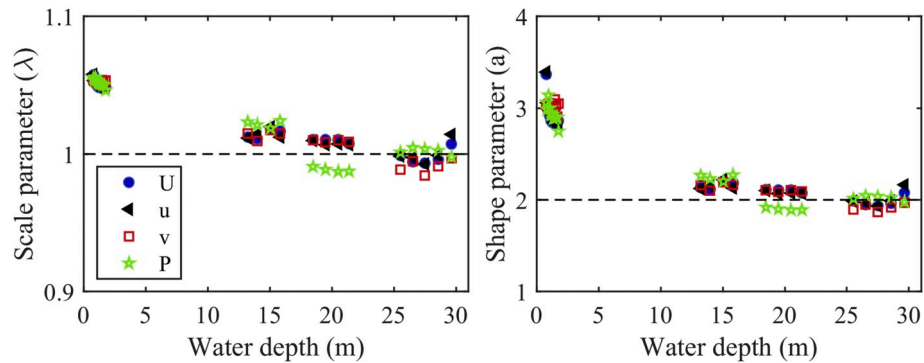 Scale parameter (λ)
1.1
1
0.9
U
u
v
P
0 5 10 15 20 25 30
Water depth (m)
Shape parameter (a)
4
3
2
1
0 5 10 15 20 25 30
Water depth (m)